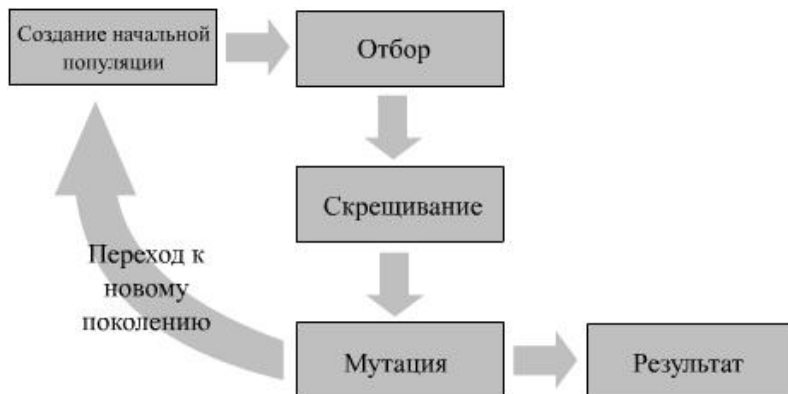 Создание начальной
популяции
Отбор
Скрещивание
Переход к
новому
поколению
Мутация
Результат